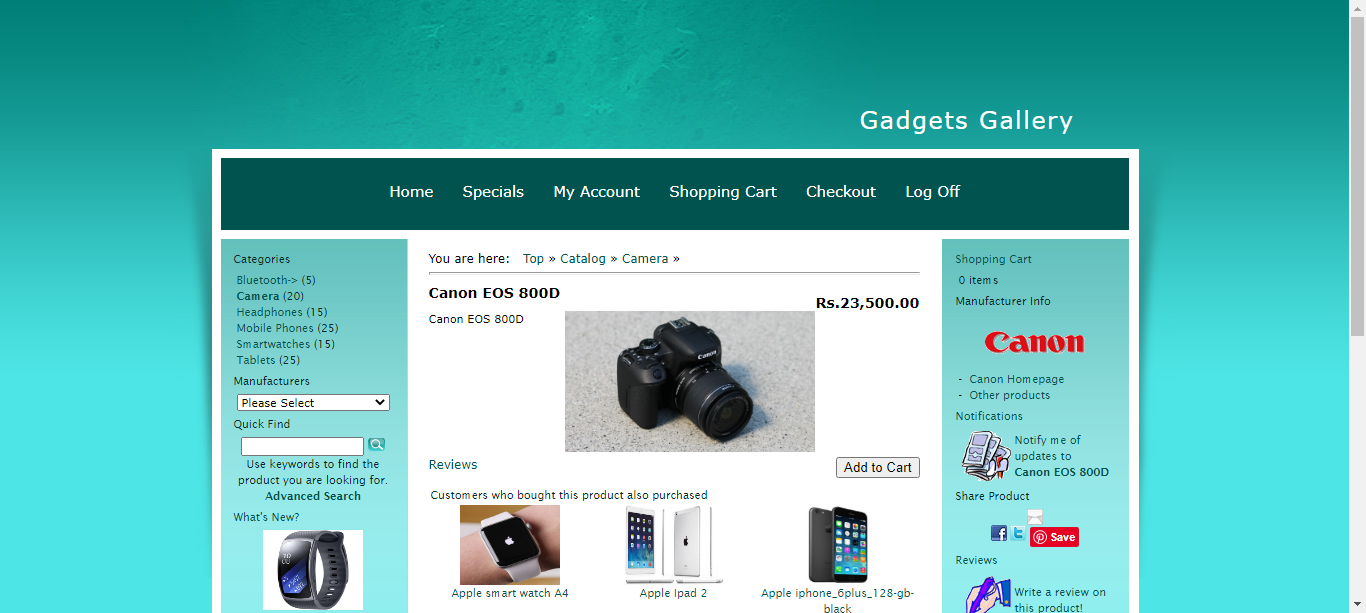 Gadgets Gallery
Home Specials My Account Shopping Cart Checkout Log Off
Categories
Bluetooth-> (5)
Camera (20)
Headphones (15)
Mobile Phones (25)
Smartwatches (15)
Tablets (25)
Manufacturers
Please Select
Quick Find
Use keywords to find the
product you are looking for.
Advanced Search
What's New?
You are here: Top » Catalog » Camera »
Canon EOS 800D
Rs.23,500.00
Canon EOS 800D
Canon
Reviews
Add to Cart
Customers who bought this product also purchased
Apple smart watch A4
Apple Ipad 2
Apple iphone_6plus_128-gb-
black
Shopping Cart
0 items
Manufacturer Info
Canon
- Canon Homepage
- Other products
Notifications
Notify me of
updates to
Canon EOS 800D
Share Product
Save
Reviews
Write a review on
this product!